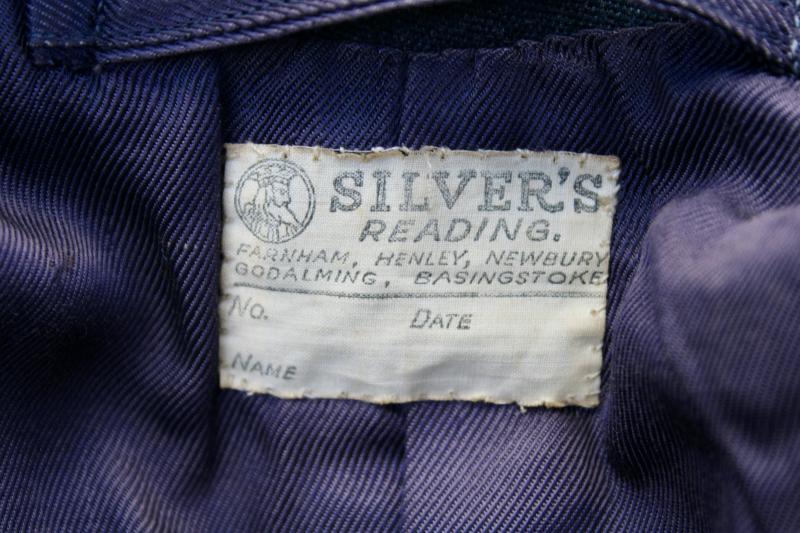 SILVER'S
READING.
FARNHAM, HENLEY, NEWBURY
GODALMING, BASINGSTOKE
No. DATE
NAME